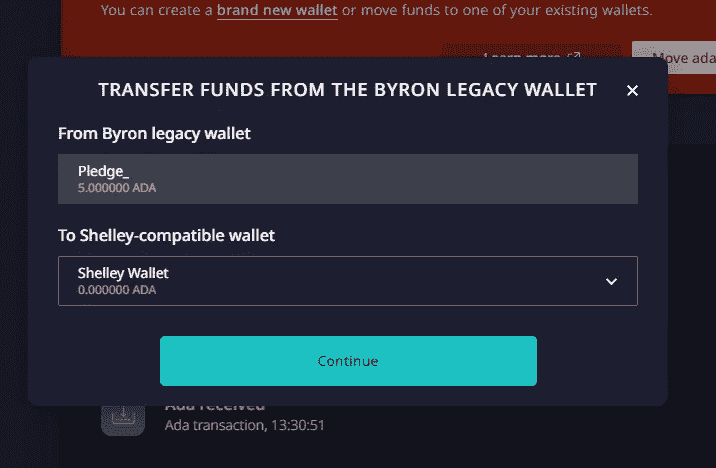 You can create a brand new wallet or move funds to one of your existing wallets.
Learn more
Move ada
TRANSFER FUNDS FROM THE BYRON LEGACY WALLET
From Byron legacy wallet
Pledge_
5.000000 ADA
To Shelley-compatible wallet
Shelley Wallet
0.000000 ADA
Continue
Ada received
Ada transaction, 13:30:51